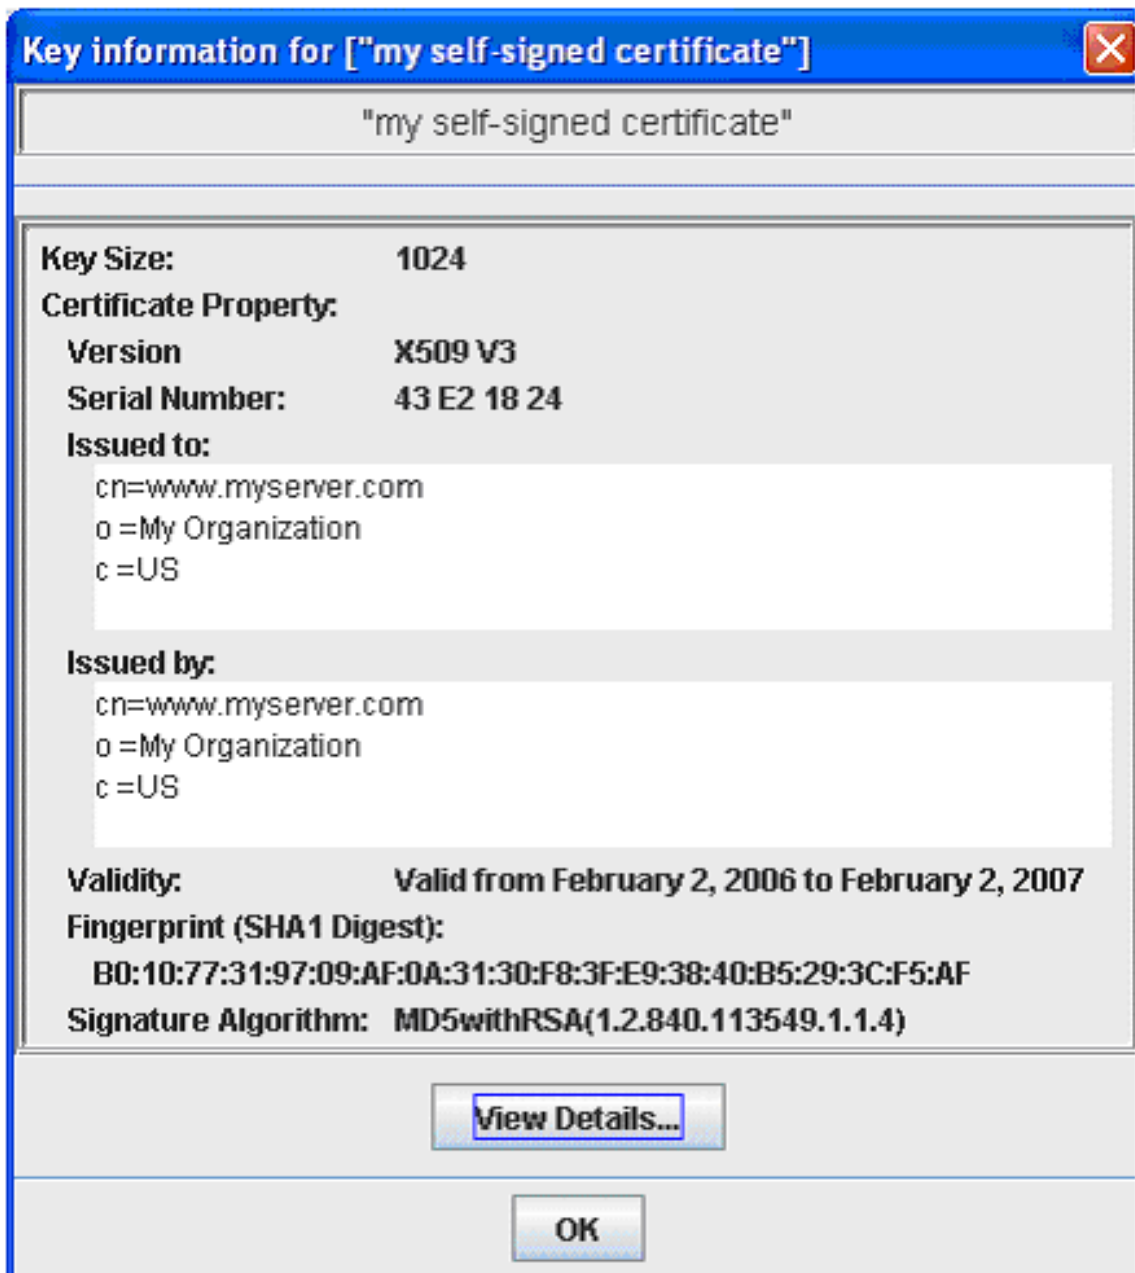 Key information for ["my self-signed certificate"]
"my self-signed certificate"
Key Size: 1024
Certificate Property:
Version X509 V3
Serial Number: 43 E2 18 24
Issued to:
cn=www.myserver.com
o =My Organization
c =US
Issued by:
cn=www.myserver.com
o =My Organization
c =US
Validity: Valid from February 2, 2006 to February 2, 2007
Fingerprint (SHA1 Digest):
B0:10:77:31:97:09:AF:0A:31:30:F8:3F:E9:38:40:B5:29:3C:F5:AF
Signature Algorithm: MD5withRSA(1.2.840.113549.1.1.4)
View Details...
OK